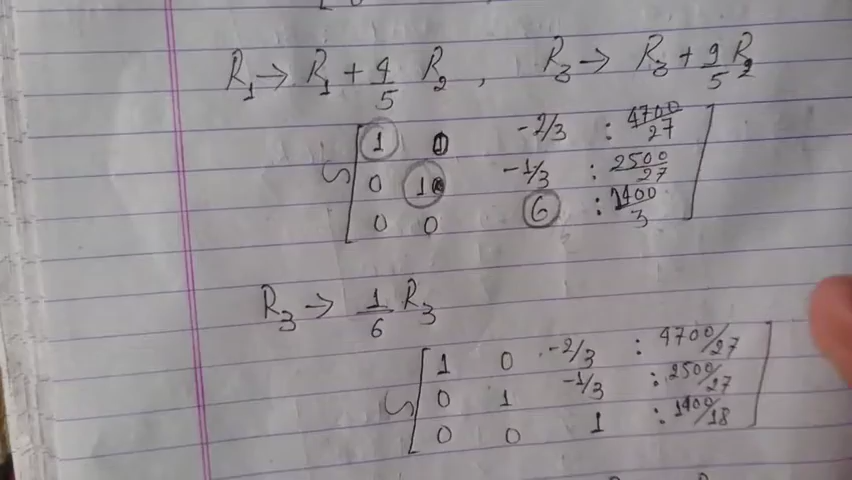 R₁ → R₁ + 4/5 R₂ , R₃ → R₃ + 9/5 R₂
~ [ 1 0 -2/3 : 4700/27
0 1 -1/3 : 2500/27
0 0 6 : 1400/3 ]
R₃ → 1/6 R₃
~ [ 1 0 -2/3 : 4700/27
0 1 -1/3 : 2500/27
0 0 1 : 1400/18 ]